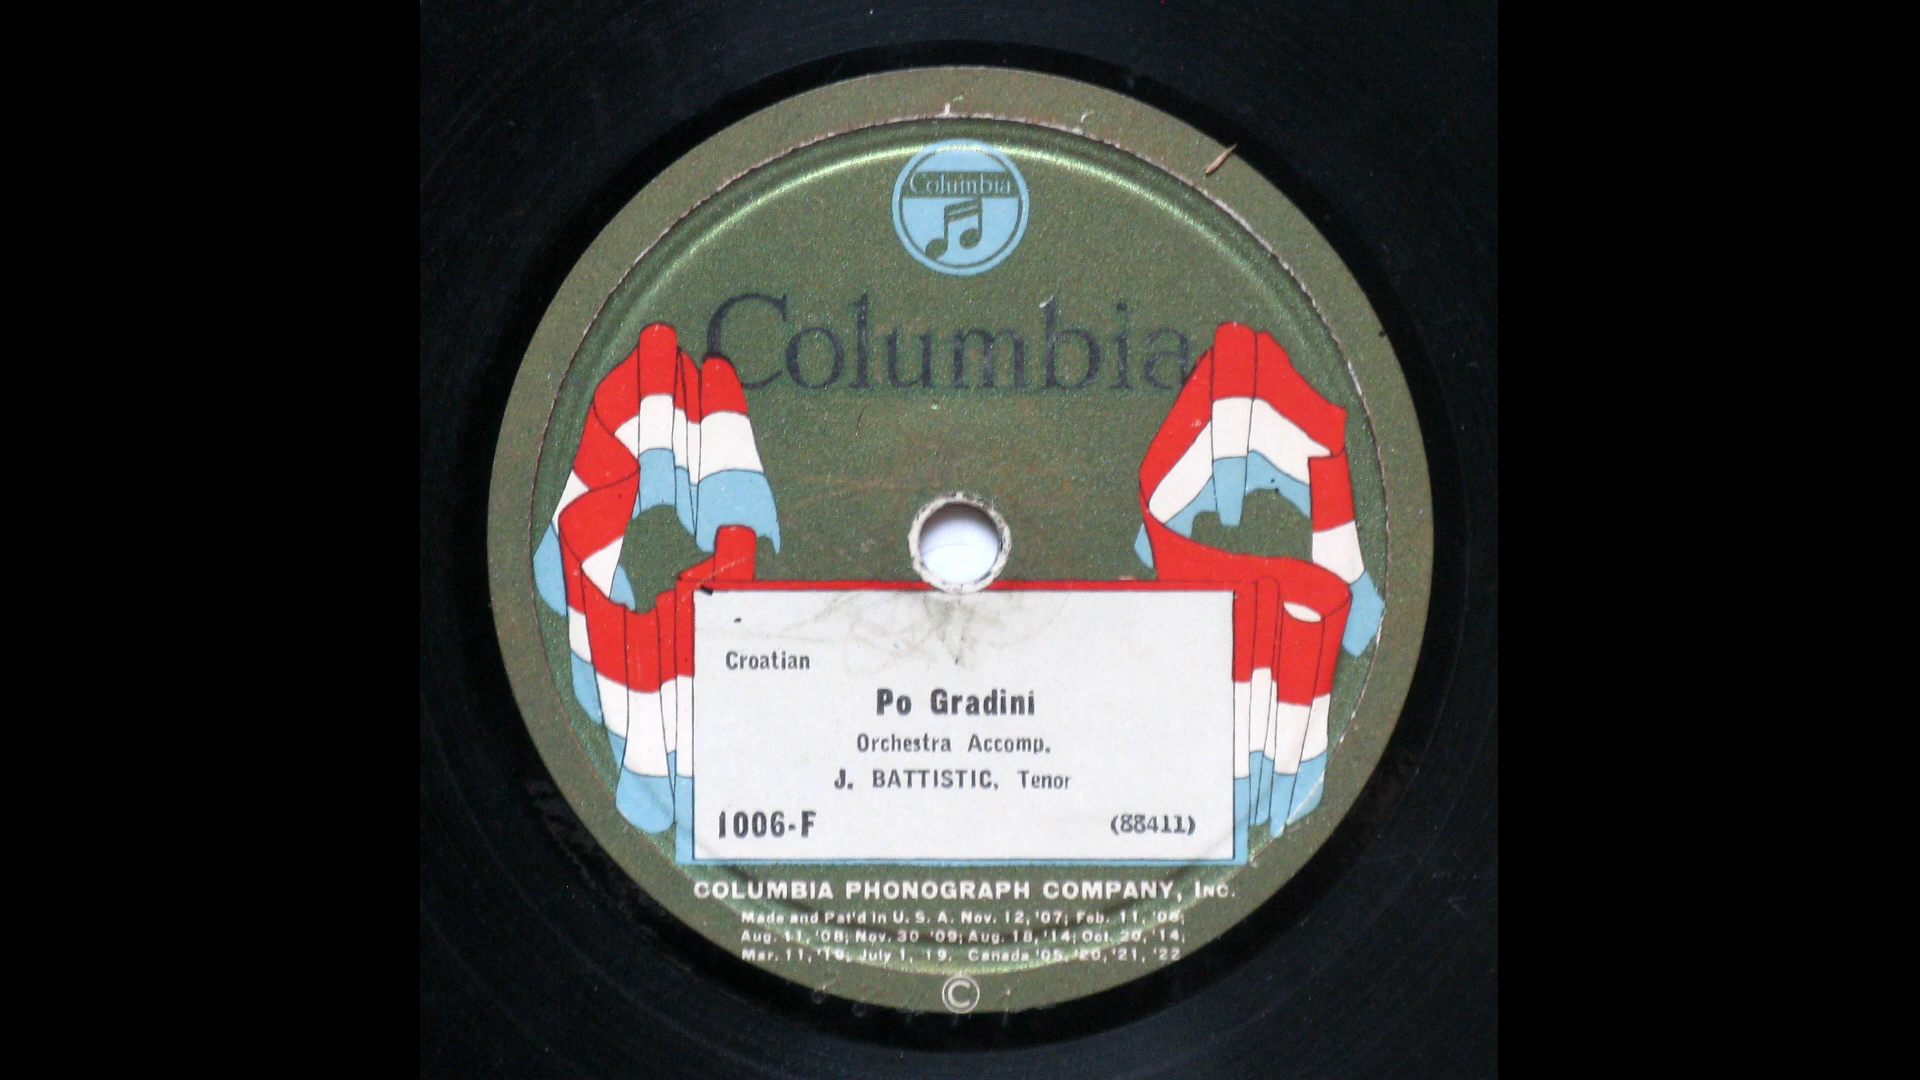 Columbia
Columbia
Croatian
Po Gradini
Orchestra Accomp.
J. BATTISTIC, Tenor
1006-F (88411)
COLUMBIA PHONOGRAPH COMPANY, INC.
Made and Pat'd in U. S. A. Nov. 12, '07; Feb. 11, '08;
Aug. 11, '08; Nov. 30 '09; Aug. 18, '14; Oct. 20, '14,
Mar. 11, '19, July 1, '19. Canada '05, '20, '21, '22
©